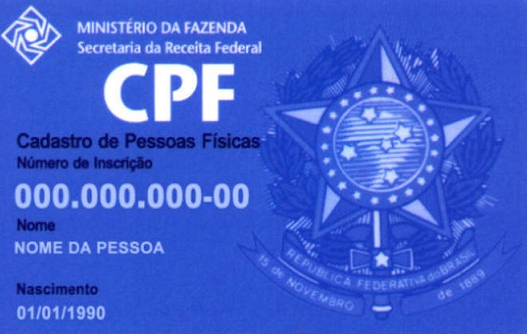 MINISTÉRIO DA FAZENDA
Secretaria da Receita Federal
CPF
Cadastro de Pessoas Físicas
Número de Inscrição
000.000.000-00
Nome
NOME DA PESSOA
Nascimento
01/01/1990
REPÚBLICA FEDERATIVA do BRASIL
15 de NOVEMBRO de 1889